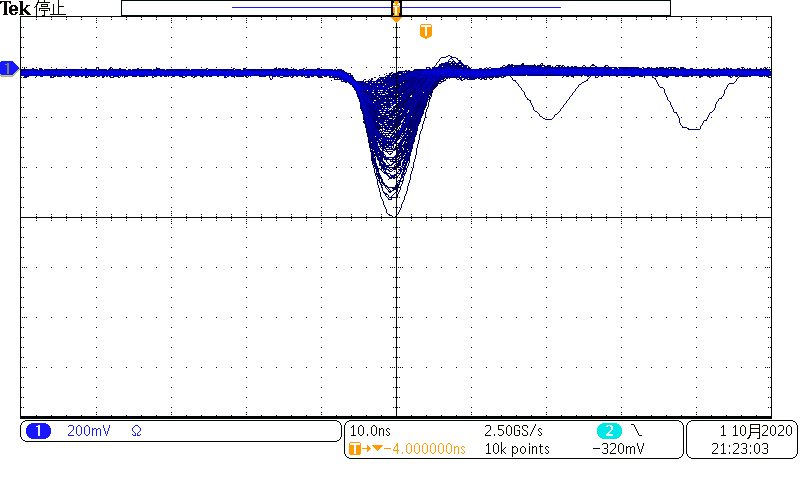 Tek 停止
T
T
1
1 200mV Ω
10.0ns 2.50GS/s 2
T→▼-4.000000ns 10k points -320mV
1 10月2020
21:23:03